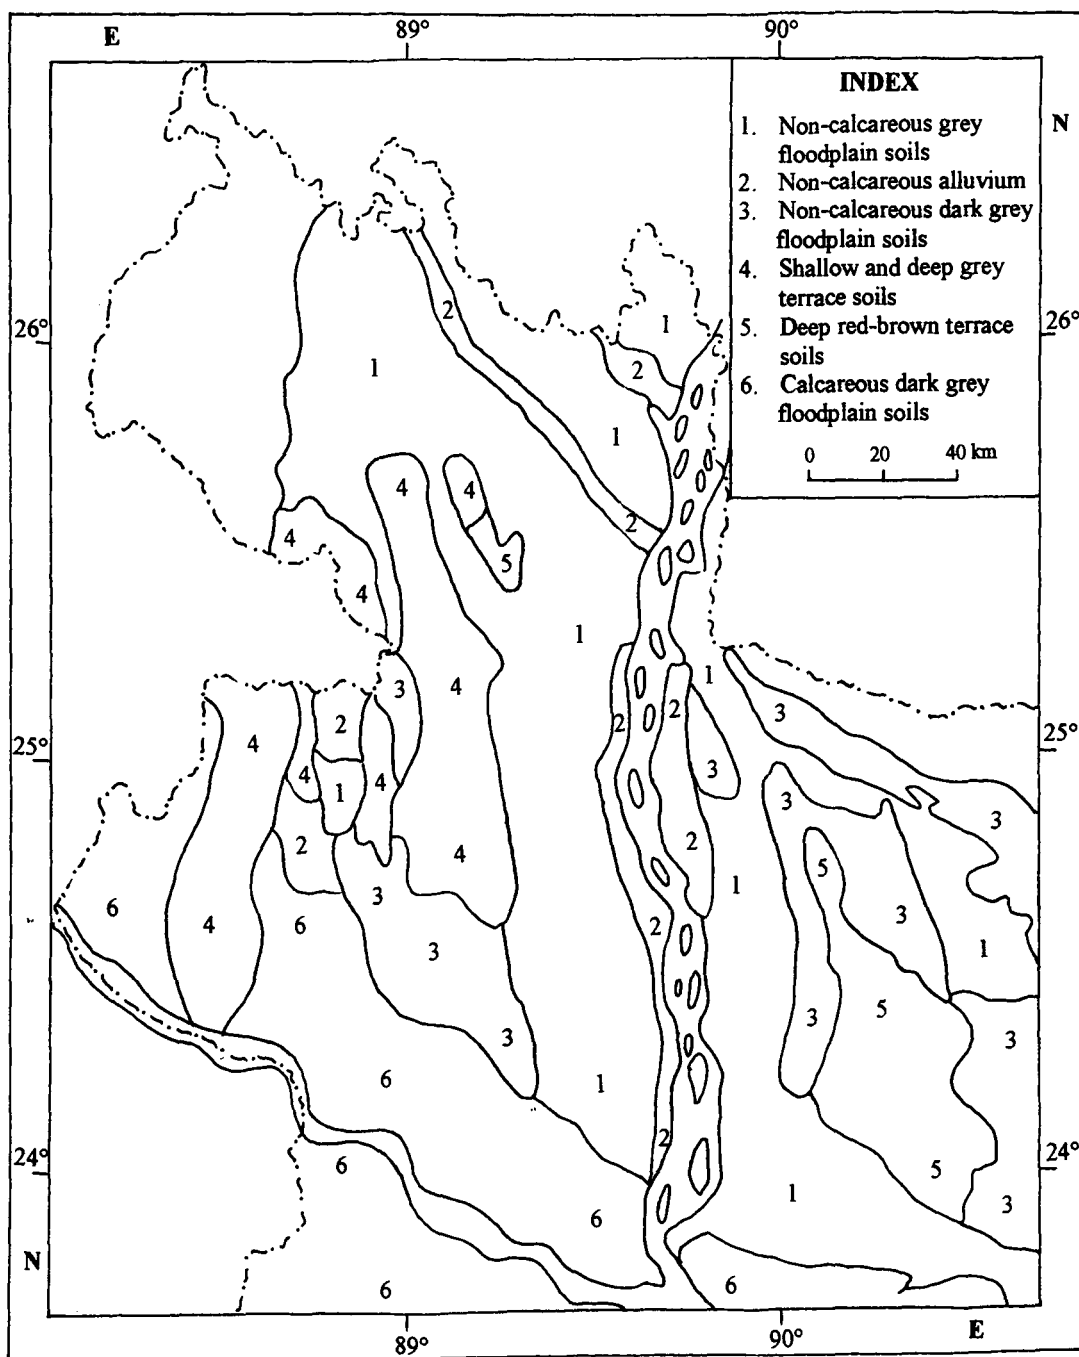 E 89° 90°
INDEX
1. Non-calcareous grey
floodplain soils
2. Non-calcareous alluvium
3. Non-calcareous dark grey
floodplain soils
4. Shallow and deep grey
terrace soils
5. Deep red-brown terrace
soils
6. Calcareous dark grey
floodplain soils
0 20 40 km
N
26° 26°
2 1
1 2
1
4 4
2
4 5
4
1
3 4 1
2 2 3
25° 25°
4 2
4 4 3
1 3 3
2 4 2 5
6 3 1
4 6 2 3
3 1
5
3 3 3
6 1
2
24° 24°
6 5
1 3
6
N
6 6
E
89° 90°